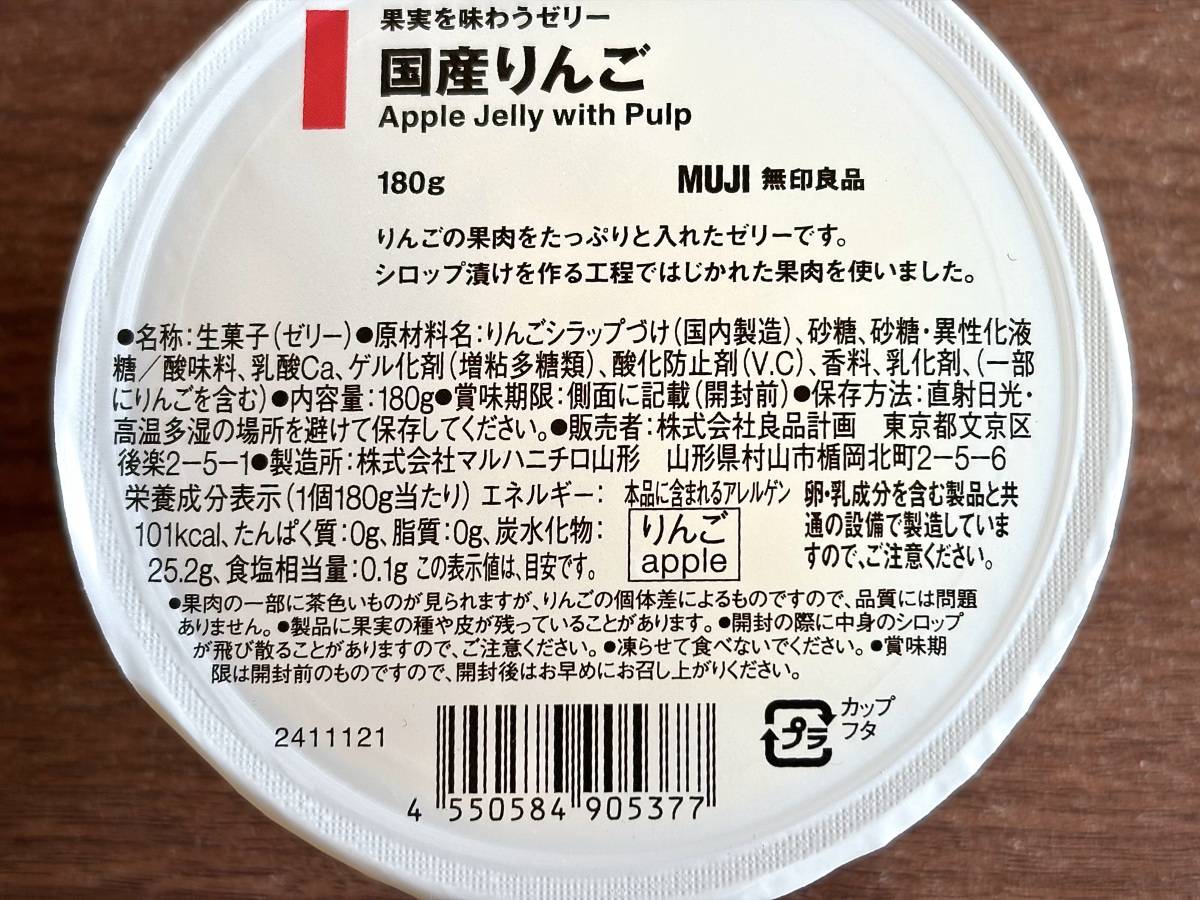 果実を味わうゼリー
国産りんご
Apple Jelly with Pulp
180g MUJI 無印良品
りんごの果肉をたっぷりと入れたゼリーです。
シロップ漬けを作る工程ではじかれた果肉を使いました。
●名称:生菓子(ゼリー)●原材料名:りんごシラップづけ(国内製造)、砂糖、砂糖・異性化液
糖/酸味料、乳酸Ca、ゲル化剤(増粘多糖類)、酸化防止剤(V.C)、香料、乳化剤、(一部
にりんごを含む)●内容量:180g●賞味期限:側面に記載(開封前)●保存方法:直射日光・
高温多湿の場所を避けて保存してください。●販売者:株式会社良品計画 東京都文京区
後楽2-5-1●製造所:株式会社マルハニチロ山形 山形県村山市楯岡北町2-5-6
栄養成分表示(1個180g当たり)エネルギー:
101kcal、たんぱく質:0g、脂質:0g、炭水化物:
25.2g、食塩相当量:0.1g この表示値は、目安です。
本品に含まれるアレルゲン
りんご
apple
卵・乳成分を含む製品と共
通の設備で製造していま
すので、ご注意ください。
●果肉の一部に茶色いものが見られますが、りんごの個体差によるものですので、品質には問題
ありません。●製品に果実の種や皮が残っていることがあります。●開封の際に中身のシロップ
が飛び散ることがありますので、ご注意ください。●凍らせて食べないでください。●賞味期
限は開封前のものですので、開封後はお早めにお召し上がりください。
2411121
4 550584 905377
プラ
カップ
フタ